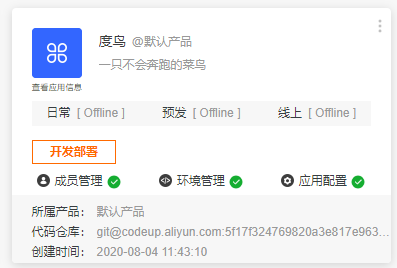 度鸟 @默认产品
一只不会奔跑的菜鸟
查看应用信息
日常 [ Offline ] 预发 [ Offline ] 线上 [ Offline ]
开发部署
成员管理 环境管理 应用配置
所属产品： 默认产品
代码仓库： git@codeup.aliyun.com:5f17f324769820a3e817e963...
创建时间： 2020-08-04 11:43:10